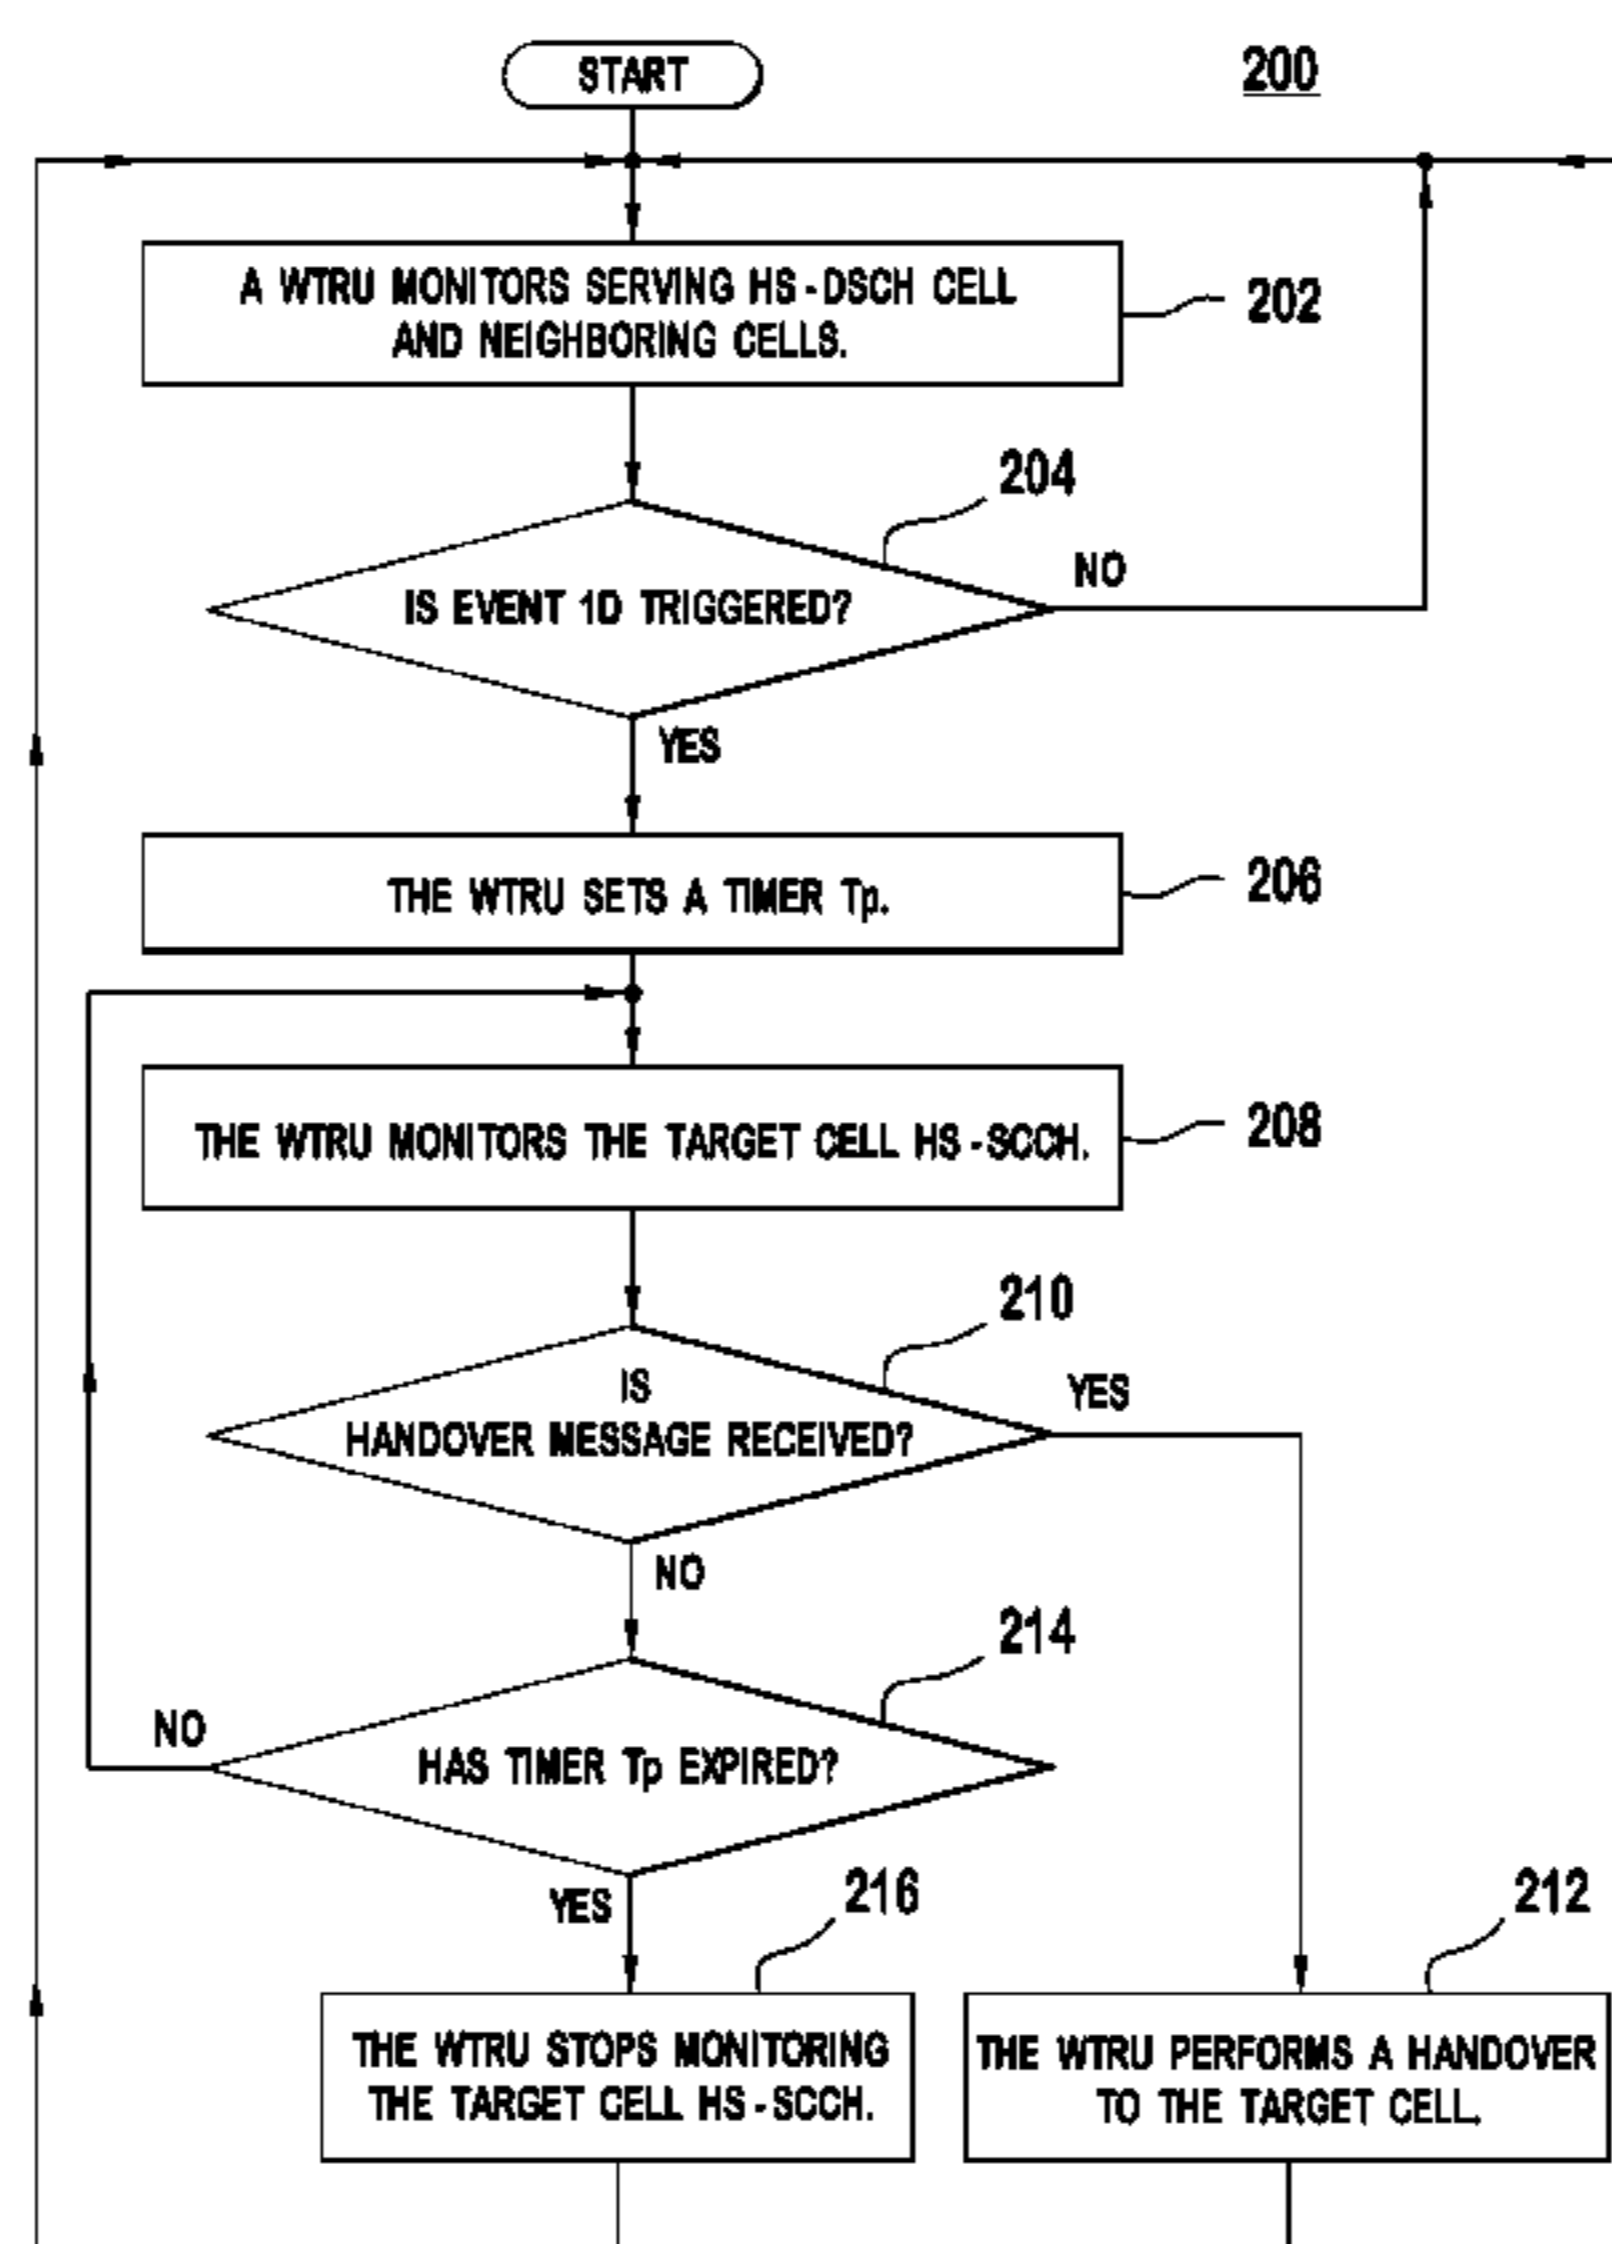 START
200
A WTRU MONITORS SERVING HS-DSCH CELL
AND NEIGHBORING CELLS.
202
204
IS EVENT 1D TRIGGERED?
NO
YES
THE WTRU SETS A TIMER Tp.
206
THE WTRU MONITORS THE TARGET CELL HS-SCCH.
208
210
IS
HANDOVER MESSAGE RECEIVED?
YES
NO
214
HAS TIMER Tp EXPIRED?
NO
YES
216
THE WTRU STOPS MONITORING
THE TARGET CELL HS-SCCH.
212
THE WTRU PERFORMS A HANDOVER
TO THE TARGET CELL.